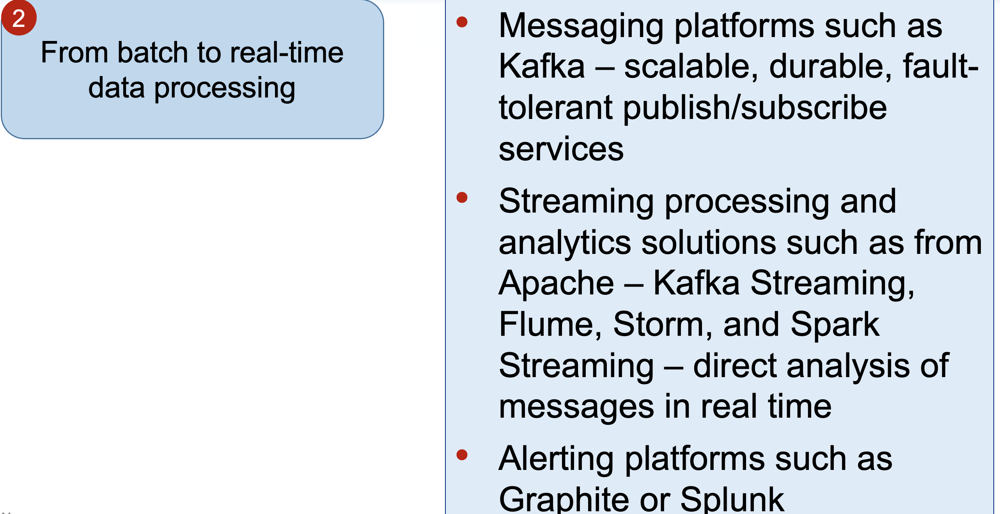 2
From batch to real-time
data processing
• Messaging platforms such as
Kafka – scalable, durable, fault-
tolerant publish/subscribe
services
• Streaming processing and
analytics solutions such as from
Apache – Kafka Streaming,
Flume, Storm, and Spark
Streaming – direct analysis of
messages in real time
• Alerting platforms such as
Graphite or Splunk